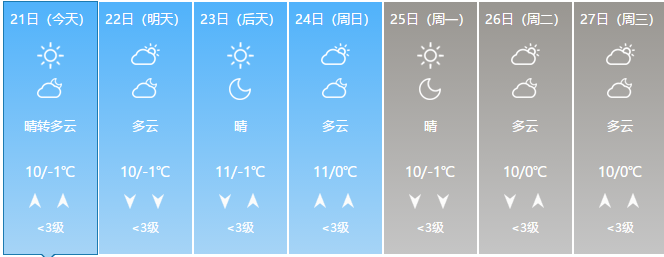 21日（今天） 22日（明天） 23日（后天） 24日（周日） 25日（周一） 26日（周二） 27日（周三）
晴转多云 多云 晴 多云 晴 多云 多云
10/-1℃ 10/-1℃ 11/-1℃ 11/0℃ 10/-1℃ 10/0℃ 10/0℃
<3级 <3级 <3级 <3级 <3级 <3级 <3级